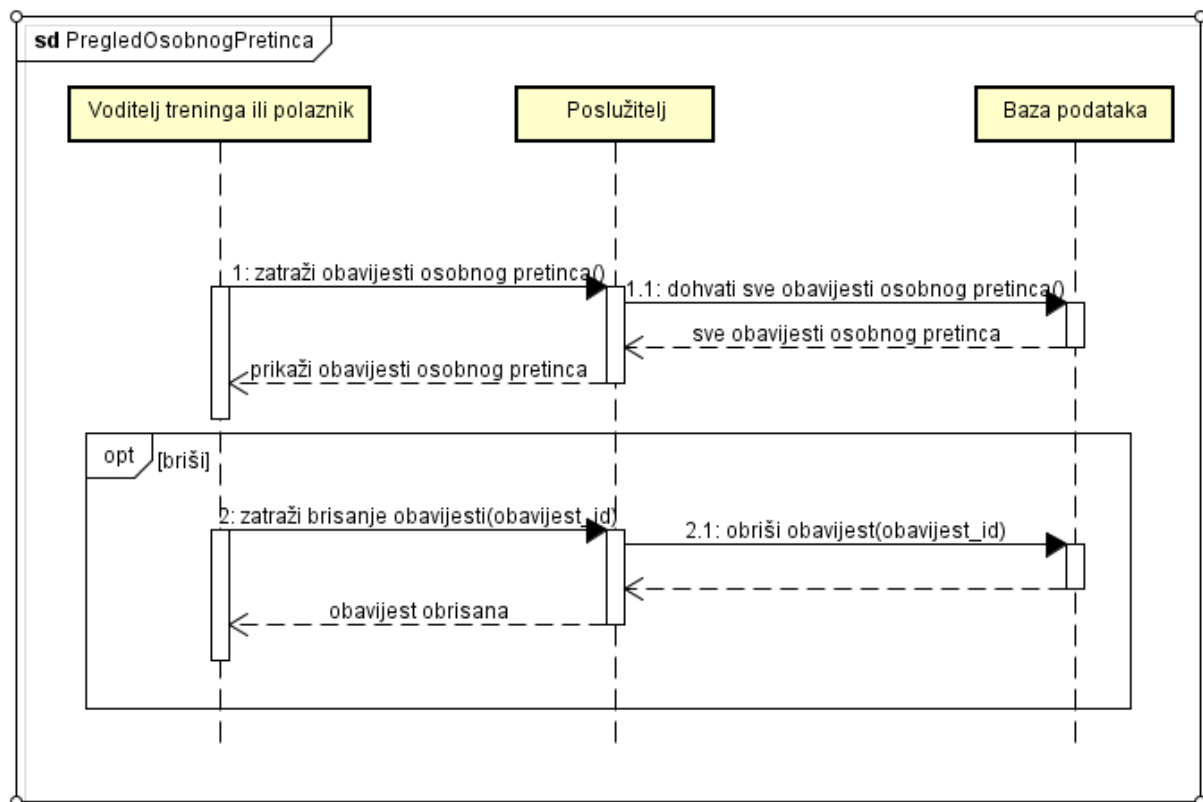 sd PregledOsobnogPretinca
Voditelj treninga ili polaznik
Poslužitelj
Baza podataka
1: zatraži obavijesti osobnog pretinca()
1.1: dohvati sve obavijesti osobnog pretinca()
sve obavijesti osobnog pretinca
prikaži obavijesti osobnog pretinca
opt
[briši]
2: zatraži brisanje obavijesti(obavijest_id)
2.1: obriši obavijest(obavijest_id)
obavijest obrisana